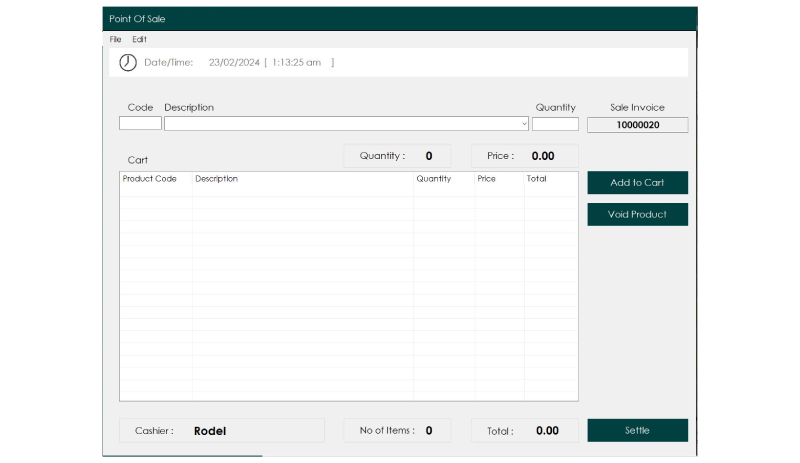 Point Of Sale
File Edit
Date/Time: 23/02/2024 [ 1:13:25 am ]
Code Description Quantity Sale Invoice
10000020
Cart Quantity : 0 Price : 0.00
Product Code Description Quantity Price Total
Add to Cart
Void Product
Cashier : Rodel No of Items : 0 Total : 0.00 Settle